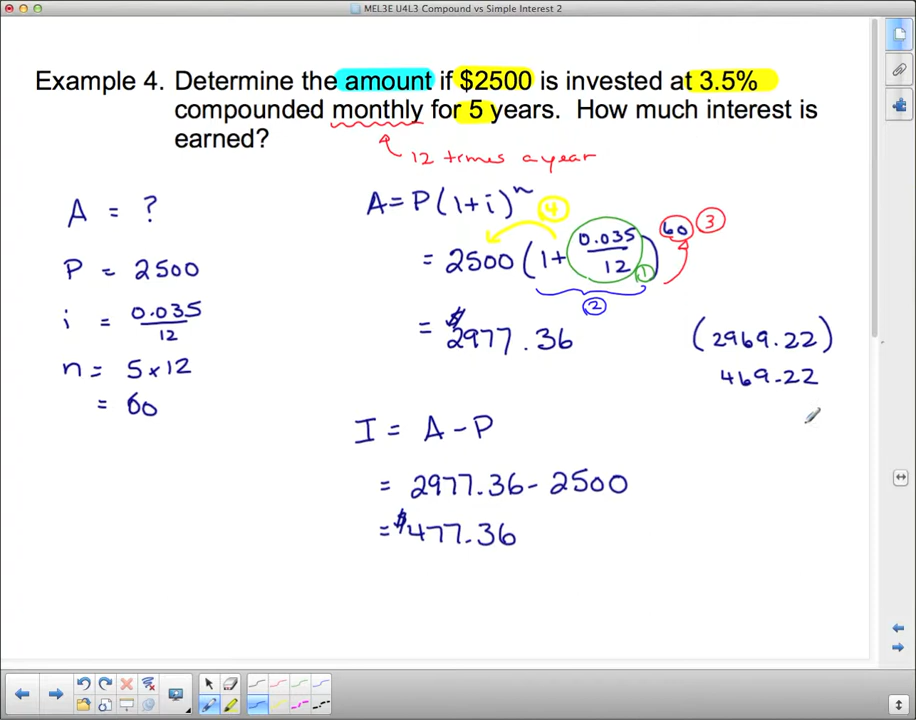 MEL3E U4L3 Compound vs Simple Interest 2
Example 4. Determine the amount if $2500 is invested at 3.5%
compounded monthly for 5 years. How much interest is
earned?
12 times a year
A = ?
P = 2500
i = 0.035/12
n = 5 × 12
= 60
A = P(1+i)^n
= 2500 (1 + 0.035/12)^60
4
3
1
2
= $2977.36
(2969.22)
469.22
I = A - P
= 2977.36 - 2500
= $477.36